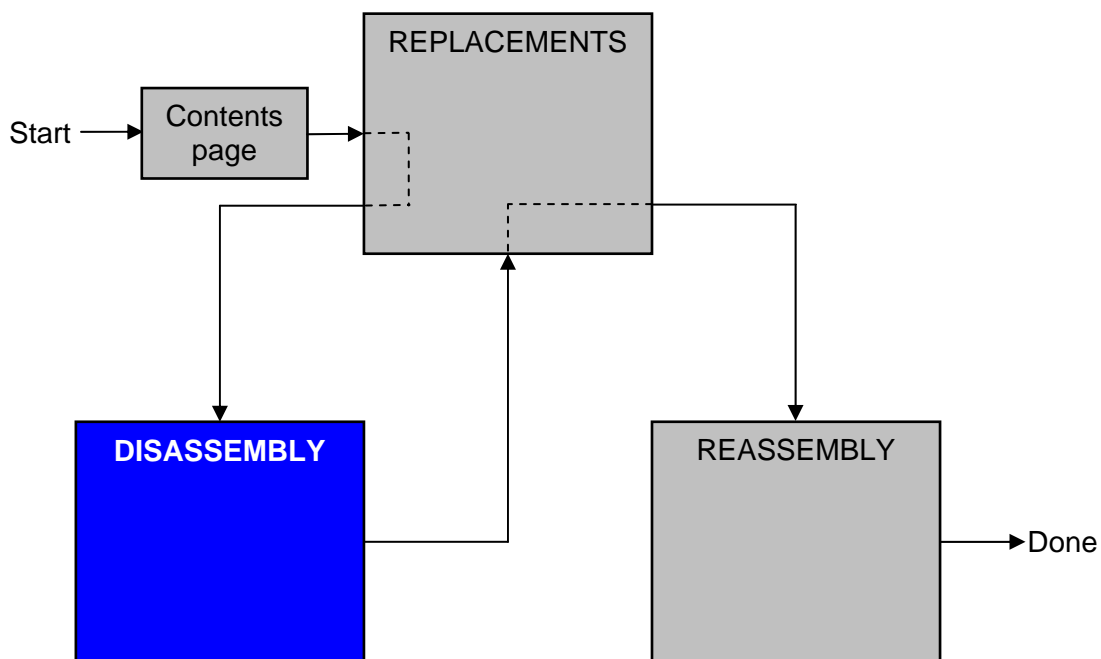 REPLACEMENTS
Start
Contents
page
DISASSEMBLY
REASSEMBLY
Done